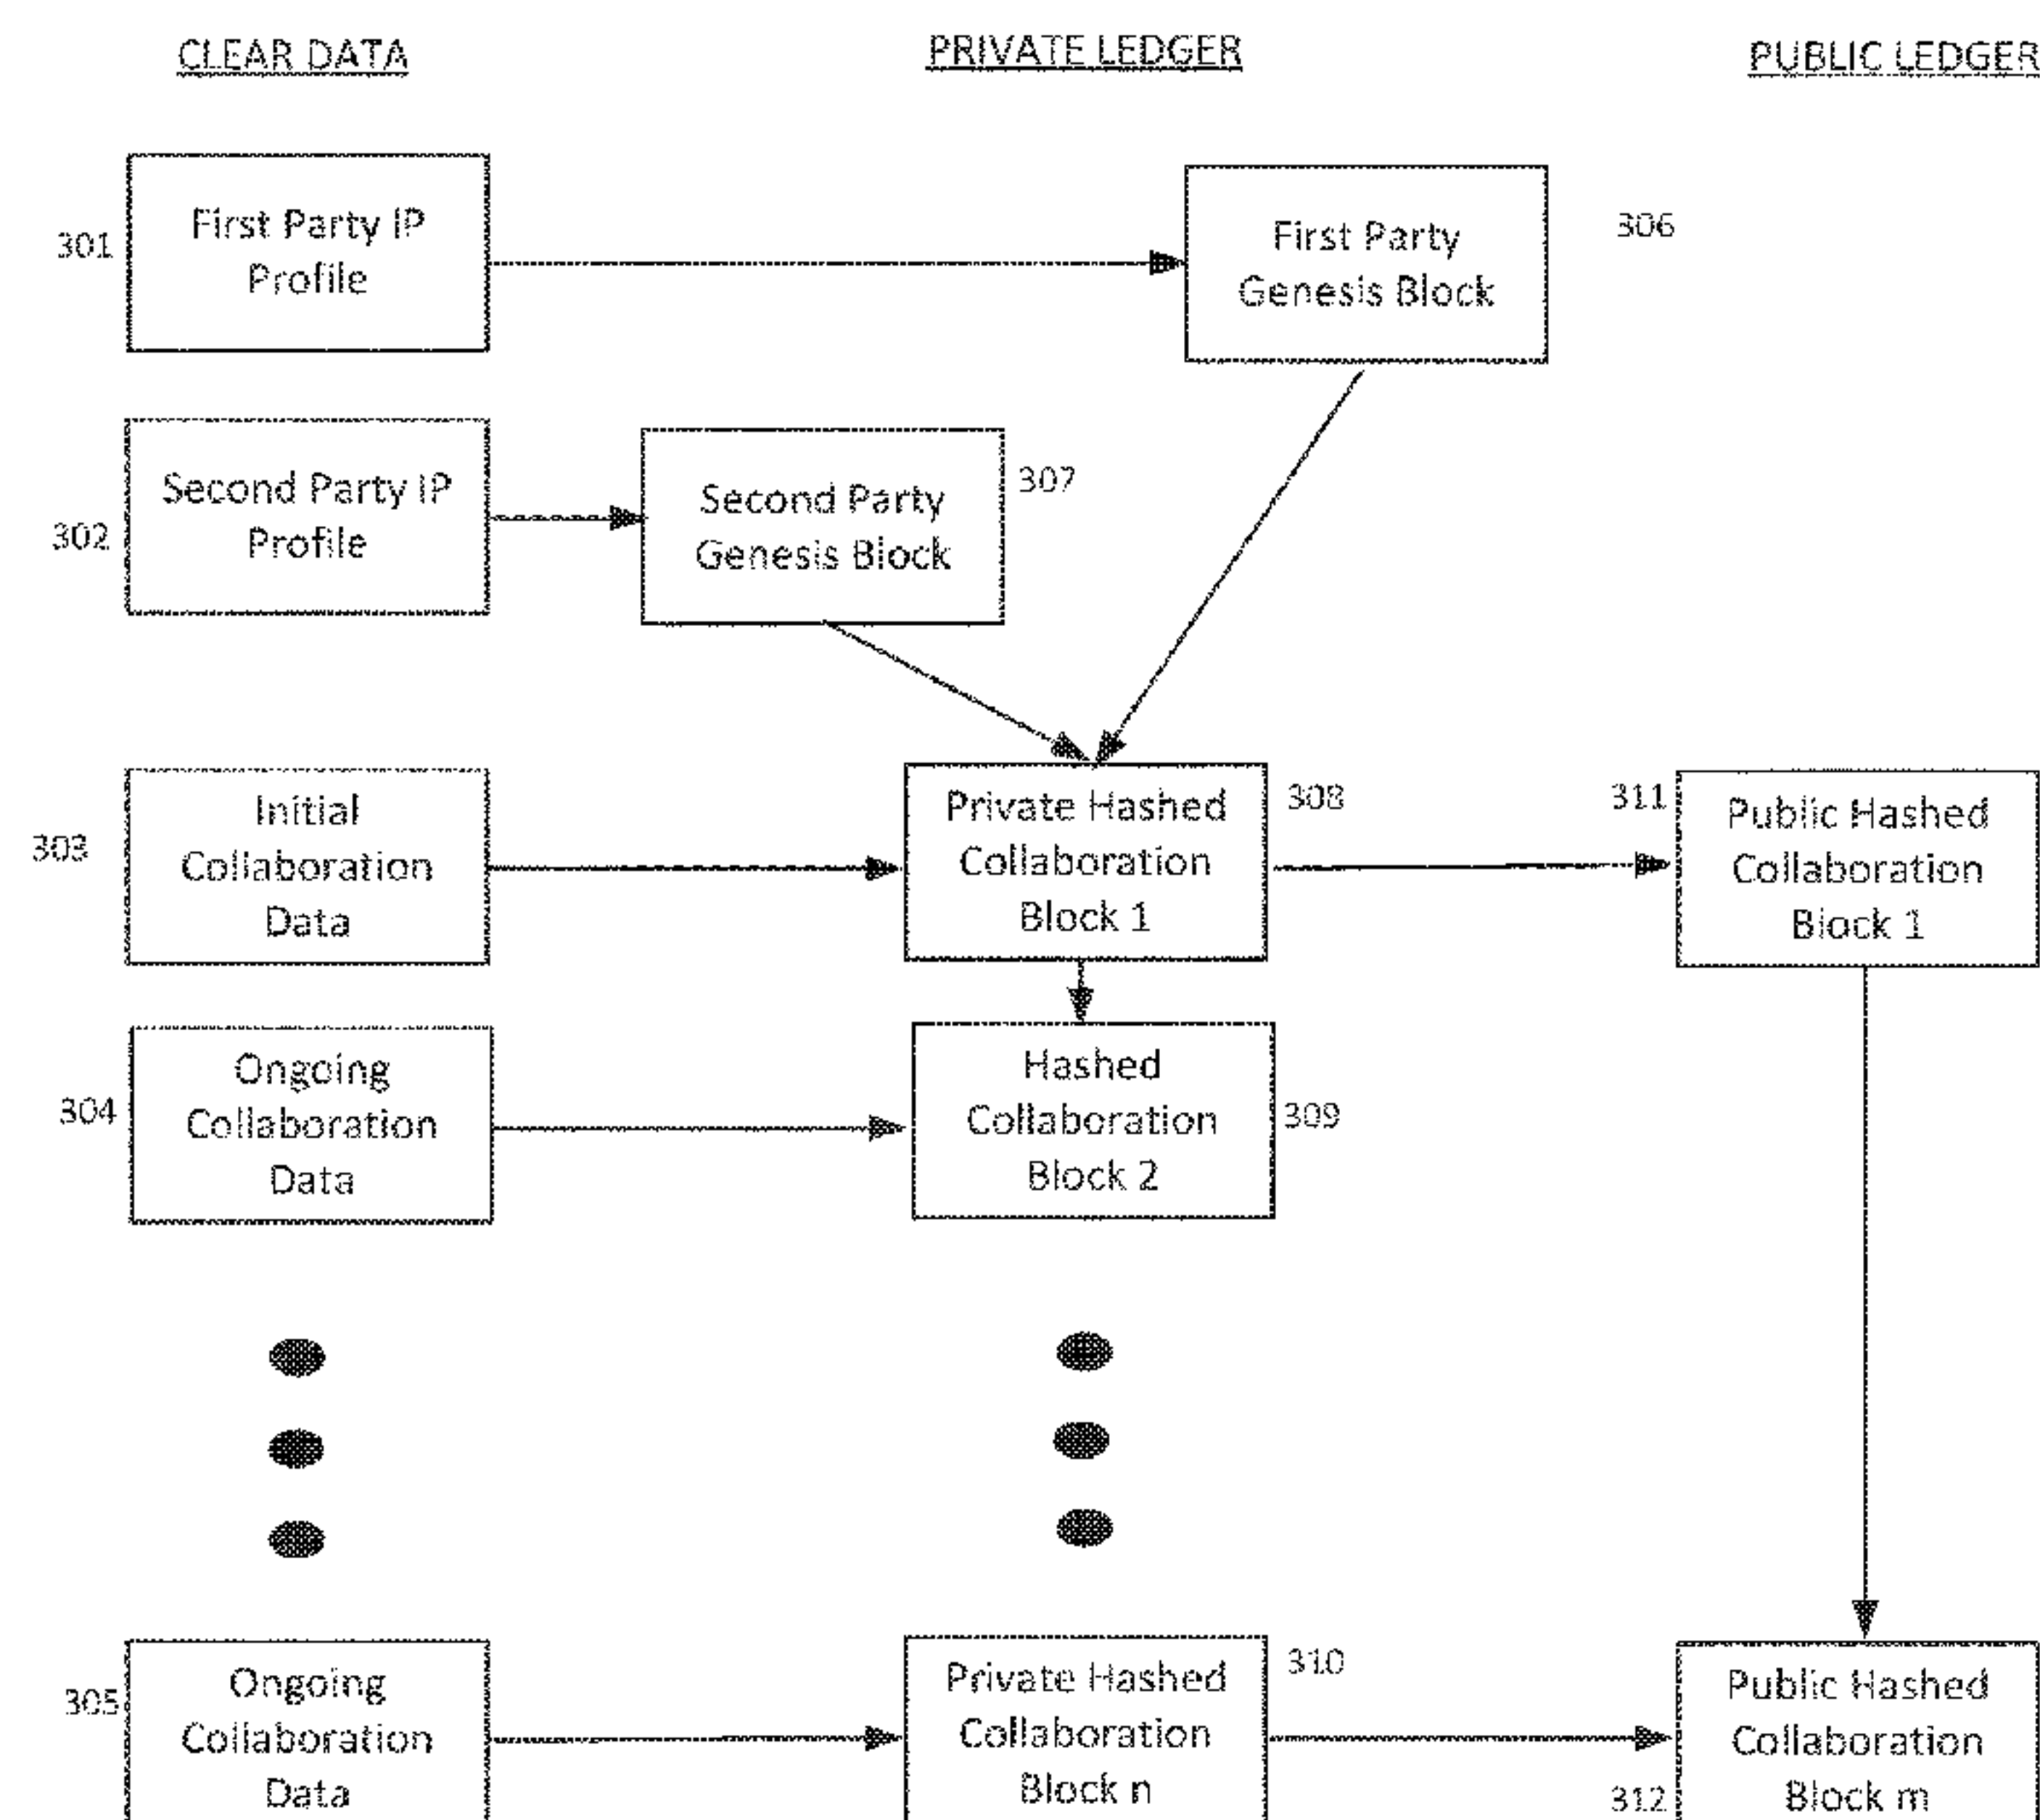 CLEAR DATA
PRIVATE LEDGER
PUBLIC LEDGER
301
First Party IP
Profile
First Party
Genesis Block
306
302
Second Party IP
Profile
Second Party
Genesis Block
307
303
Initial
Collaboration
Data
Private Hashed
Collaboration
Block 1
308
311
Public Hashed
Collaboration
Block 1
304
Ongoing
Collaboration
Data
Hashed
Collaboration
Block 2
309
305
Ongoing
Collaboration
Data
Private Hashed
Collaboration
Block n
310
312
Public Hashed
Collaboration
Block m